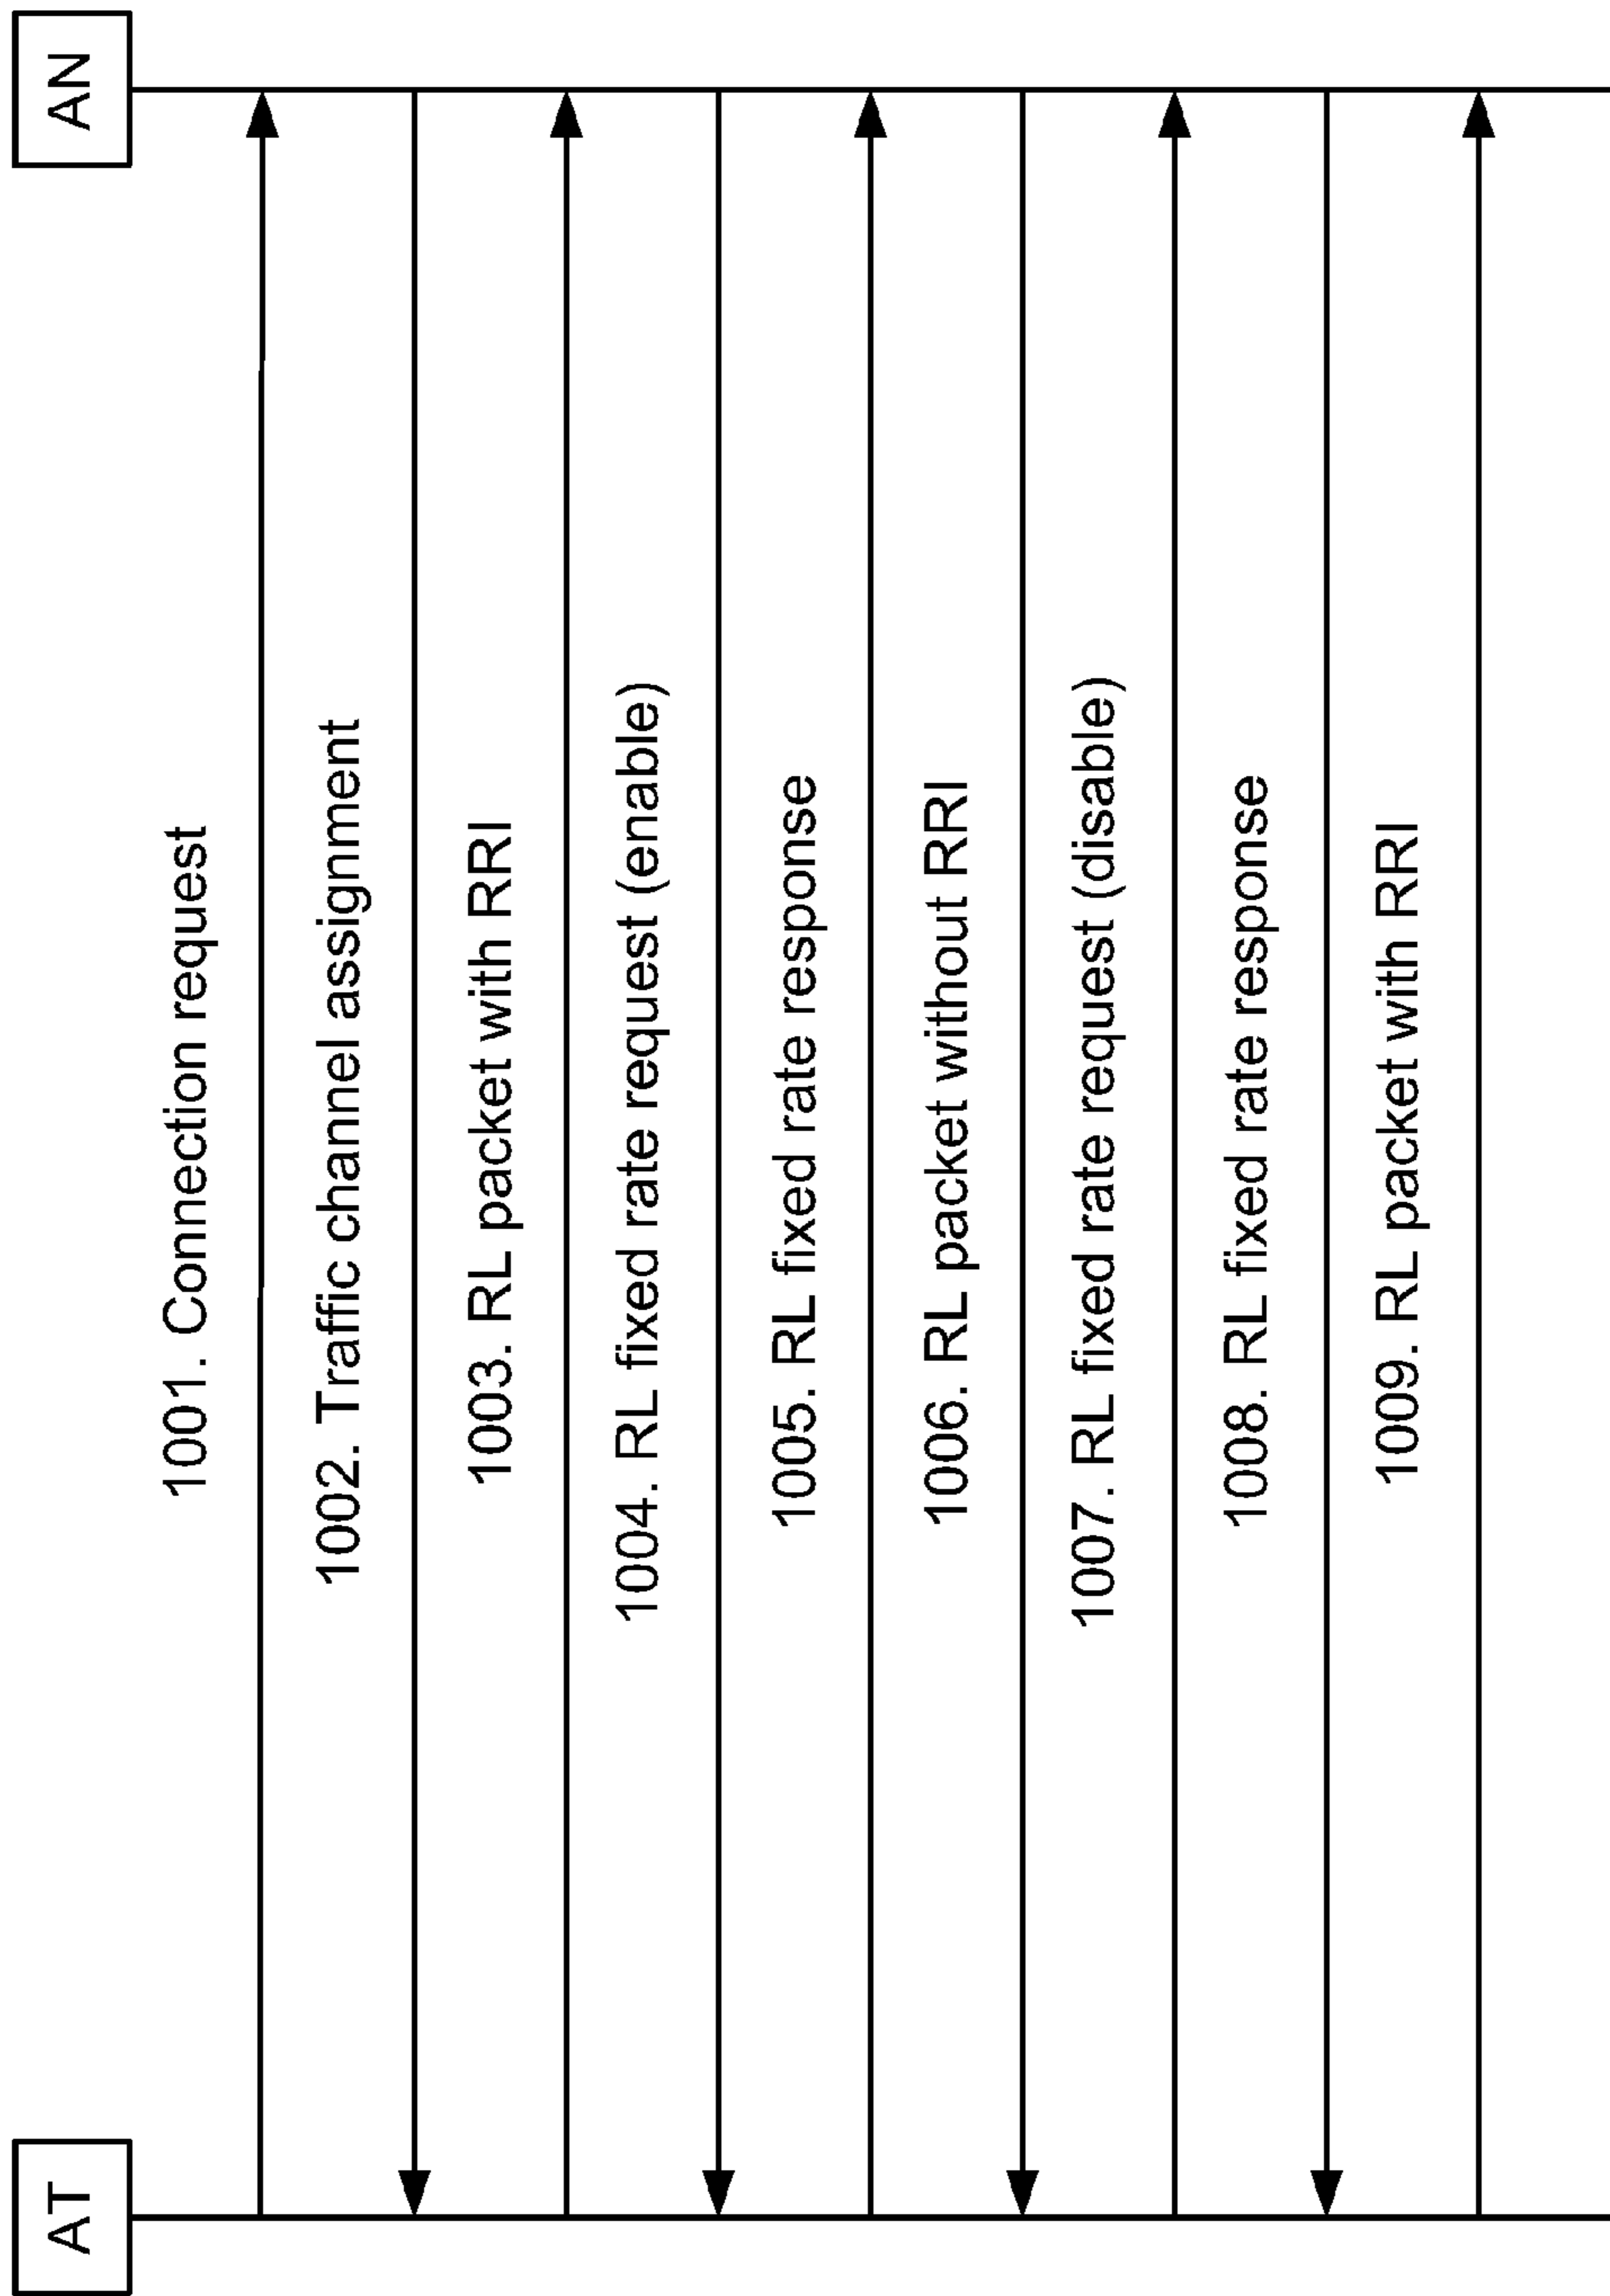 AT
AN
1001. Connection request
1002. Traffic channel assignment
1003. RL packet with RRI
1004. RL fixed rate request (enable)
1005. RL fixed rate response
1006. RL packet without RRI
1007. RL fixed rate request (disable)
1008. RL fixed rate response
1009. RL packet with RRI